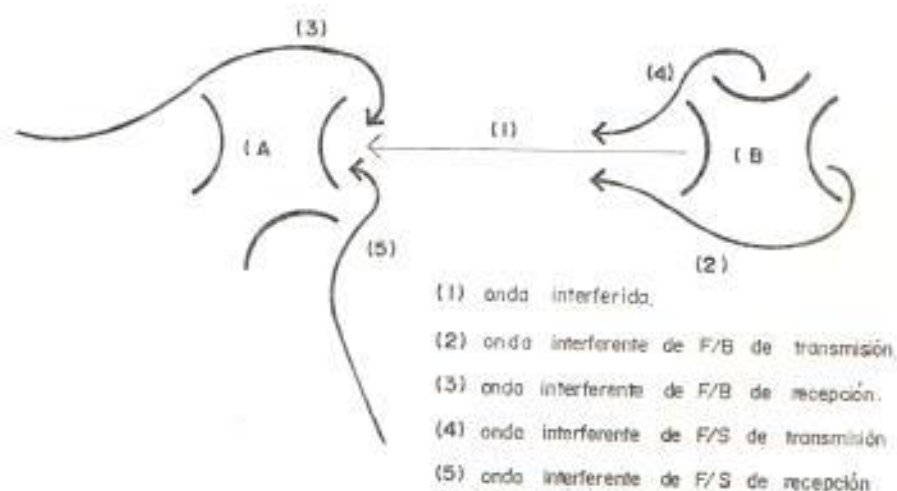 (3)
(4)
(1)
( A
( B
(5)
(2)
(1) onda interferida.
(2) onda interferente de F/B de transmisión
(3) onda interferente de F/B de recepción.
(4) onda interferente de F/S de transmisión
(5) onda interferente de F/S de recepción